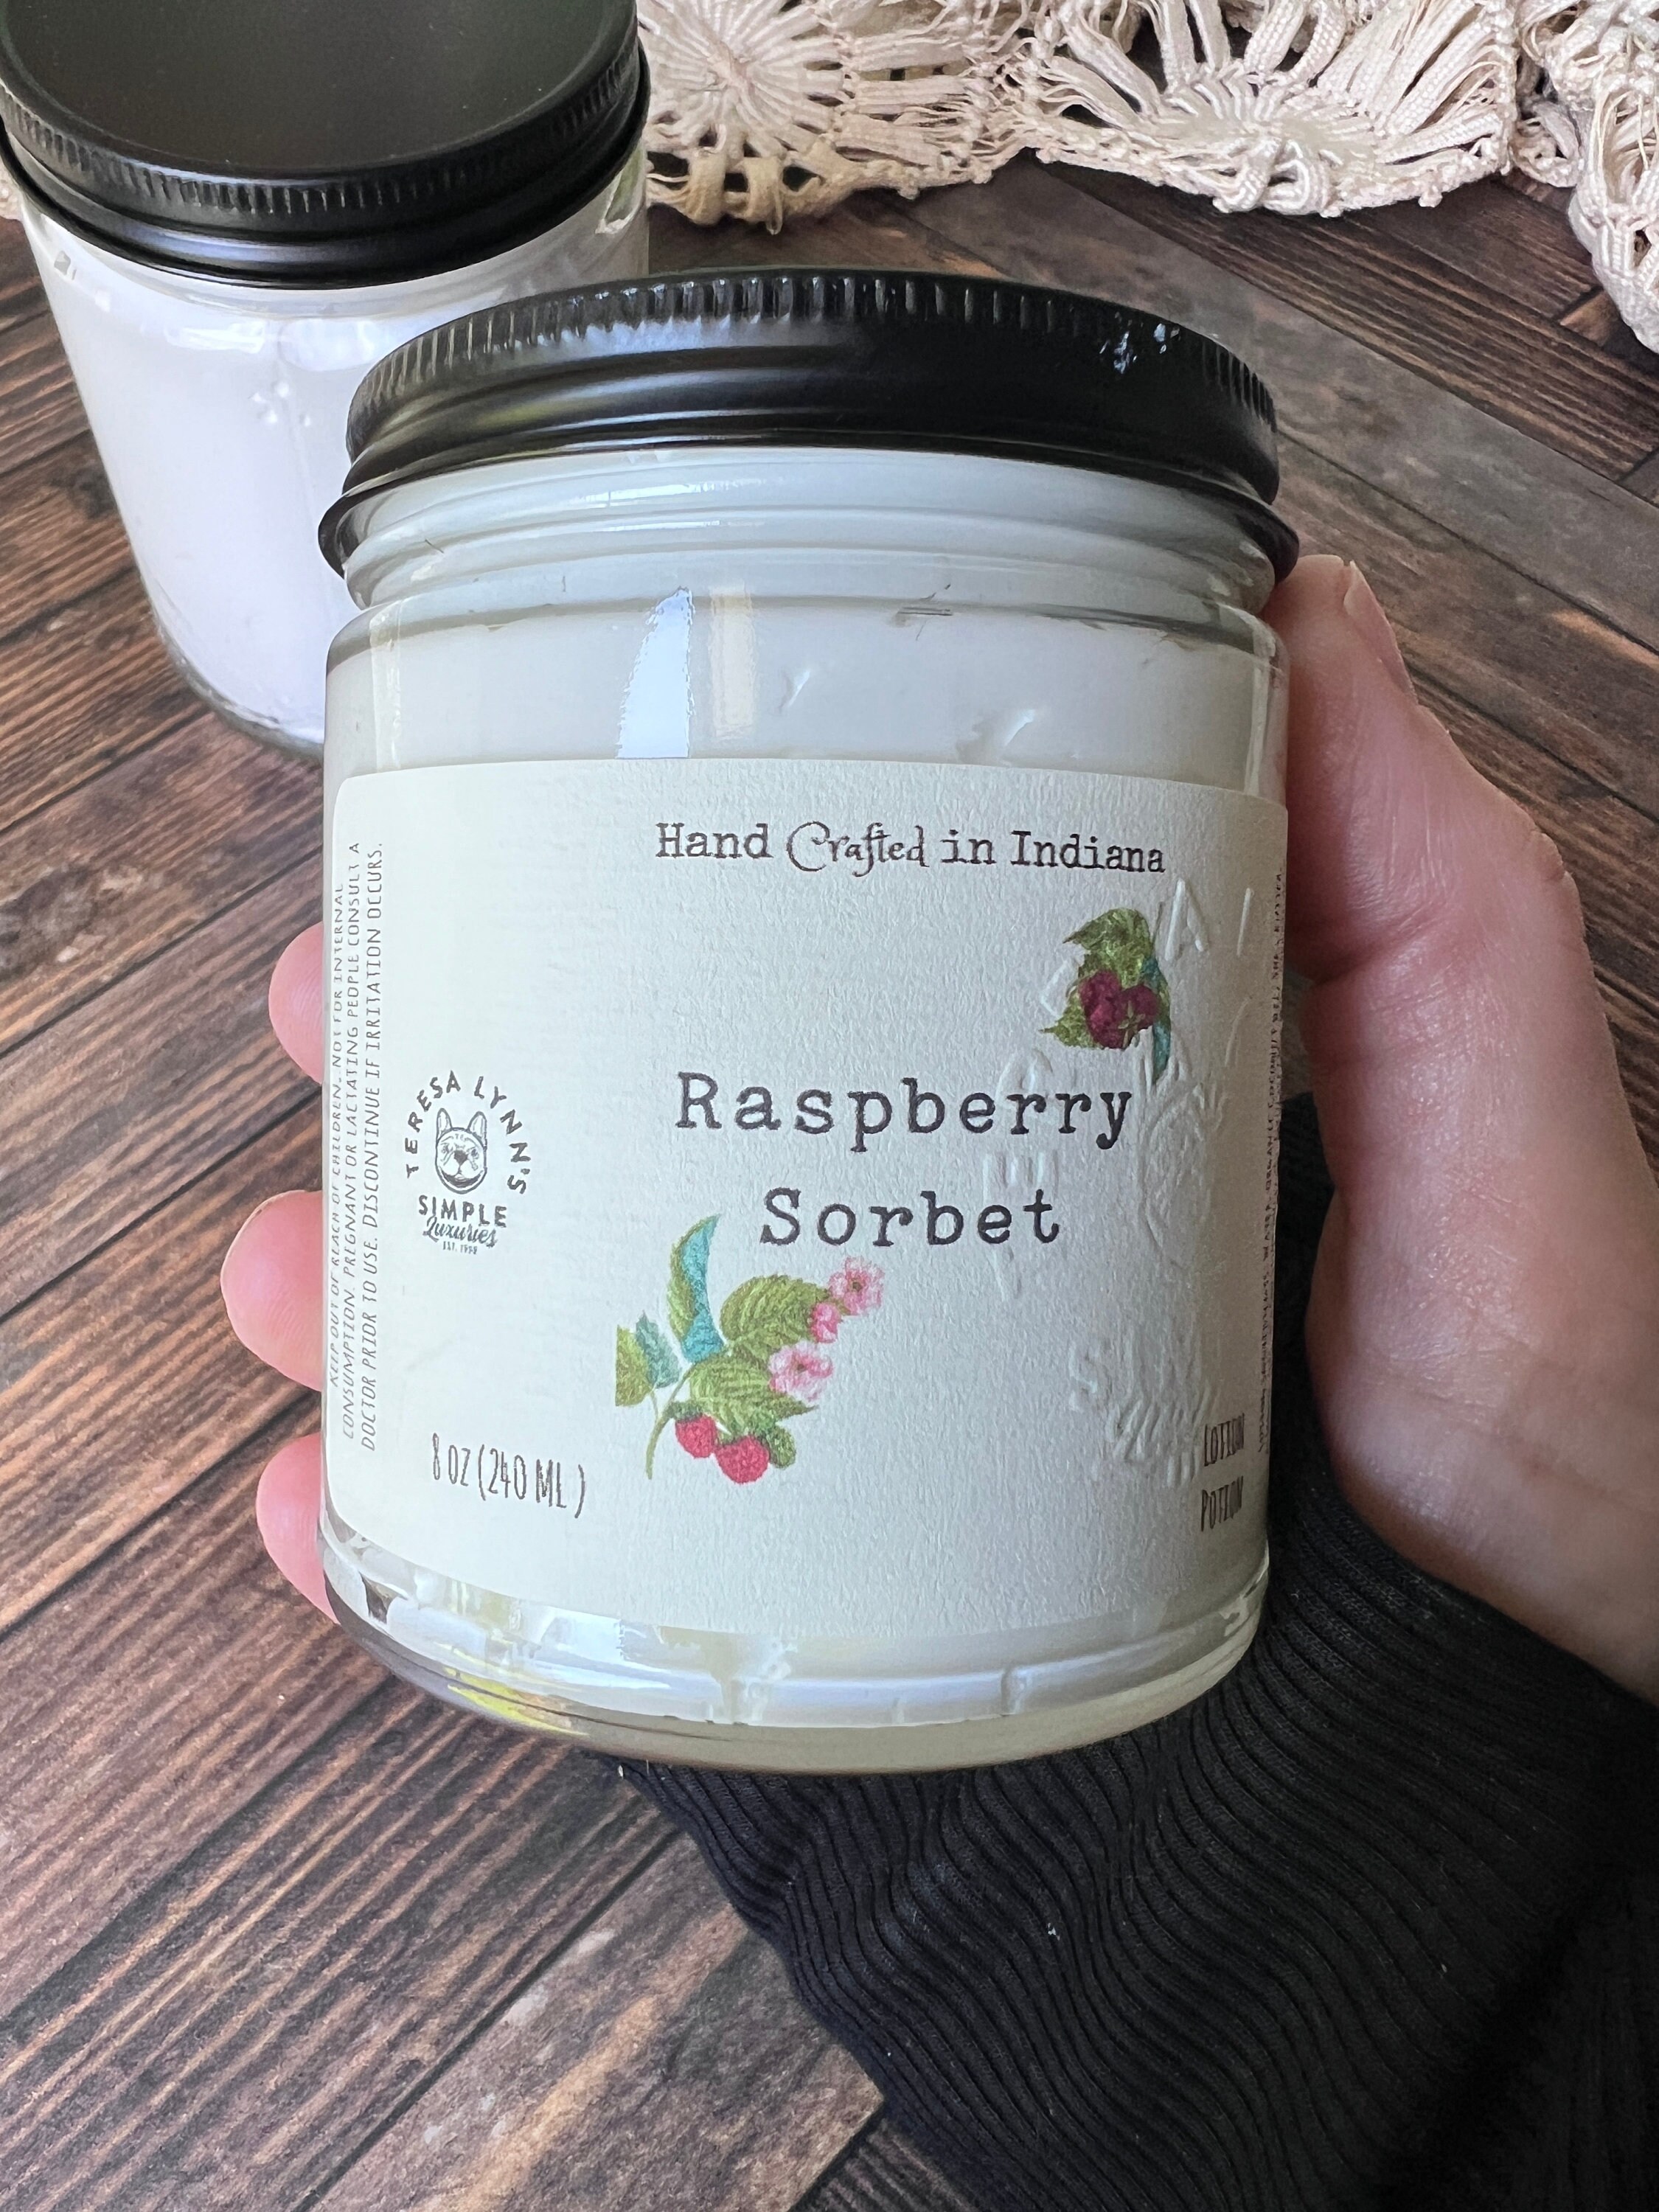 Hand Crafted in Indiana
Raspberry
Sorbet
TERESA LYNN'S
SIMPLE
Luxuries
EST. 1998
8 OZ (240 ML)
LOTION
POTION
KEEP OUT OF REACH OF CHILDREN. NOT FOR INTERNAL
CONSUMPTION. PREGNANT OR LACTATING PEOPLE CONSULT A
DOCTOR PRIOR TO USE. DISCONTINUE IF IRRITATION OCCURS.